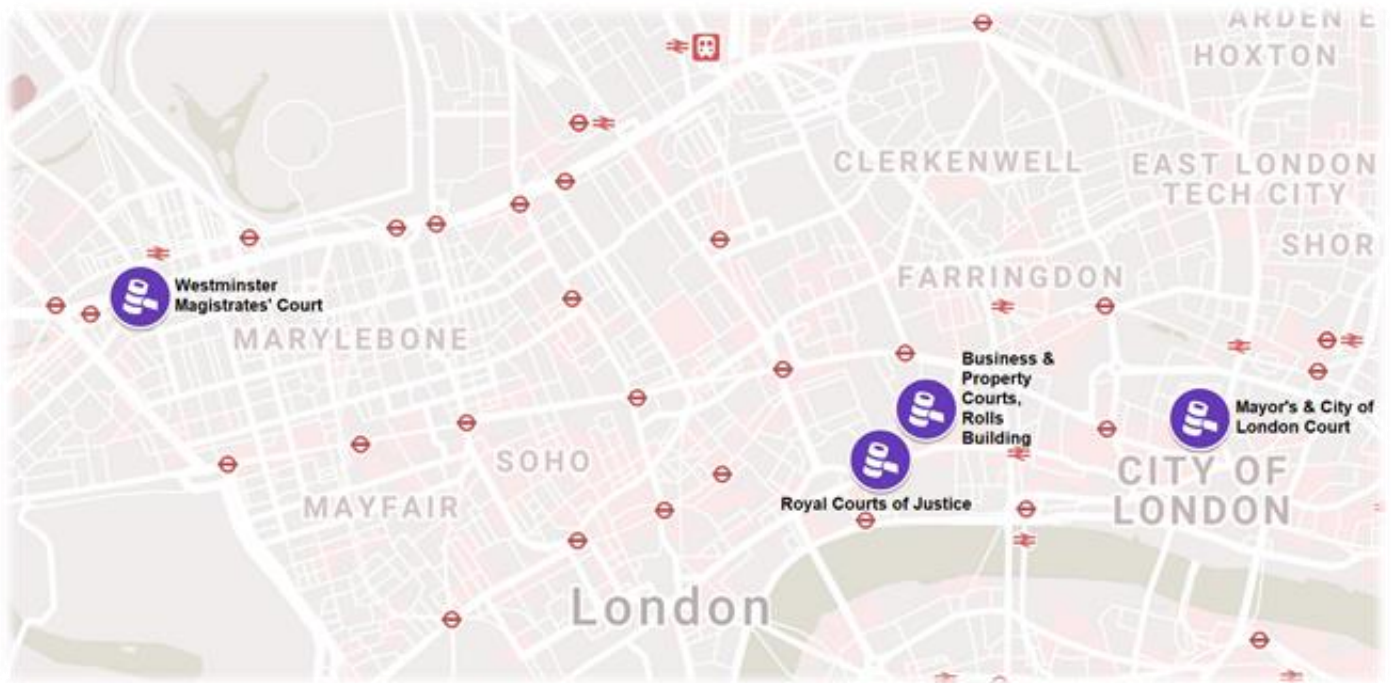 ARDEN E
HOXTON
CLERKENWELL
EAST LONDON
TECH CITY
SHOR
FARRINGDON
Westminster
Magistrates' Court
MARYLEBONE
Business &
Property
Courts,
Rolls
Building
Mayor's & City of
London Court
SOHO
CITY OF
LONDON
Royal Courts of Justice
MAYFAIR
London